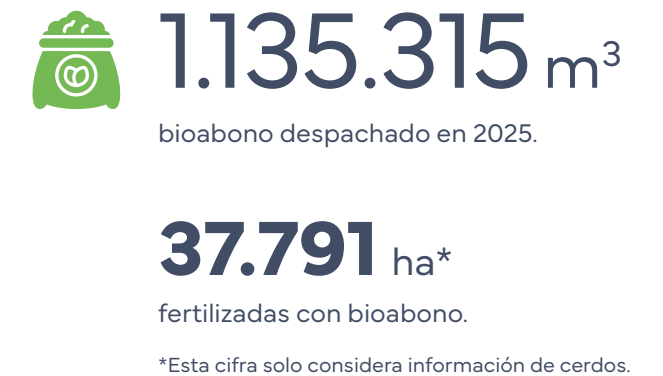 1.135.315 m³
bioabono despachado en 2025.
37.791 ha*
fertilizadas con bioabono.
*Esta cifra solo considera información de cerdos.